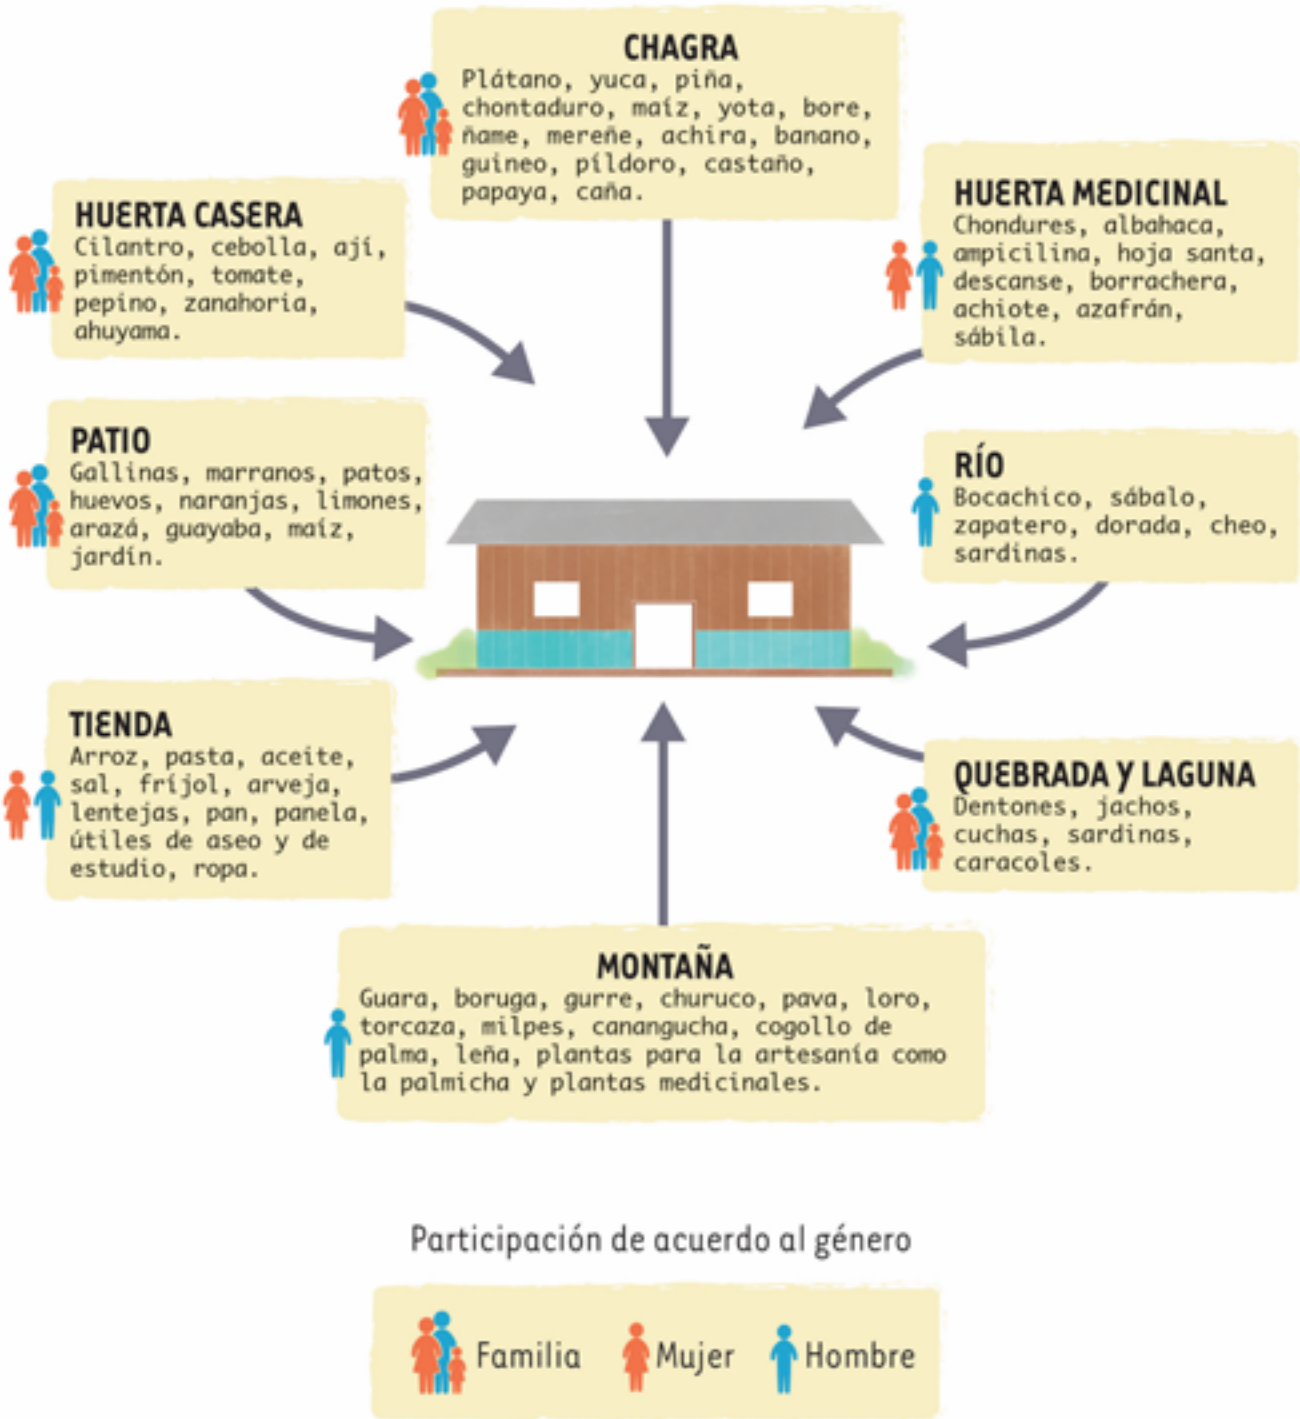 CHAGRA
Plátano, yuca, piña,
chontaduro, maíz, yota, bore,
ñame, mereñe, achira, banano,
guineo, píldoro, castaño,
papaya, caña.
HUERTA CASERA
Cilantro, cebolla, ají,
pimentón, tomate,
pepino, zanahoria,
ahuyama.
HUERTA MEDICINAL
Chondures, albahaca,
ampicilina, hoja santa,
descanse, borrachera,
achiote, azafrán,
sábila.
PATIO
Gallinas, marranos, patos,
huevos, naranjas, limones,
arazá, guayaba, maíz,
jardín.
RÍO
Bocachico, sábalo,
zapatero, dorada, cheo,
sardinas.
TIENDA
Arroz, pasta, aceite,
sal, fríjol, arveja,
lentejas, pan, panela,
útiles de aseo y de
estudio, ropa.
QUEBRADA Y LAGUNA
Dentones, jachos,
cuchas, sardinas,
caracoles.
MONTAÑA
Guara, boruga, gurre, churuco, pava, loro,
torcaza, milpes, canangucha, cogollo de
palma, leña, plantas para la artesanía como
la palmicha y plantas medicinales.
Participación de acuerdo al género
Familia Mujer Hombre